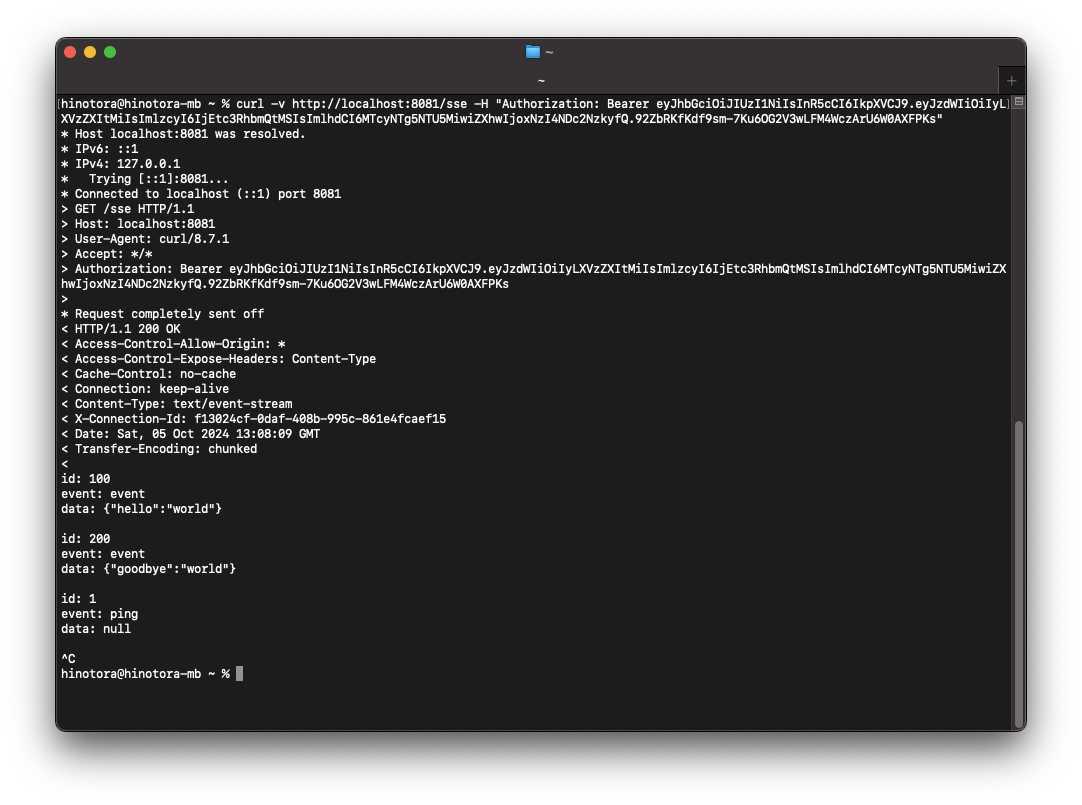 ~
~
hinotora@hinotora-mb ~ % curl -v http://localhost:8081/sse -H "Authorization: Bearer eyJhbGciOiJIUzI1NiIsInR5cCI6IkpXVCJ9.eyJzdWIiOiIyL
XVzZXItMiIsImlzcyI6IjEtc3RhbmQtMSIsImlhdCI6MTcyNTg5NTU5MiwiZXhwIjoxNzI4NDc2NzkyfQ.92ZbRKfKdf9sm-7Ku6OG2V3wLFM4WczArU6W0AXFPKs"
* Host localhost:8081 was resolved.
* IPv6: ::1
* IPv4: 127.0.0.1
*   Trying [::1]:8081...
* Connected to localhost (::1) port 8081
> GET /sse HTTP/1.1
> Host: localhost:8081
> User-Agent: curl/8.7.1
> Accept: */*
> Authorization: Bearer eyJhbGciOiJIUzI1NiIsInR5cCI6IkpXVCJ9.eyJzdWIiOiIyLXVzZXItMiIsImlzcyI6IjEtc3RhbmQtMSIsImlhdCI6MTcyNTg5NTU5MiwiZX
hwIjoxNzI4NDc2NzkyfQ.92ZbRKfKdf9sm-7Ku6OG2V3wLFM4WczArU6W0AXFPKs
>
* Request completely sent off
< HTTP/1.1 200 OK
< Access-Control-Allow-Origin: *
< Access-Control-Expose-Headers: Content-Type
< Cache-Control: no-cache
< Connection: keep-alive
< Content-Type: text/event-stream
< X-Connection-Id: f13024cf-0daf-408b-995c-861e4fcaef15
< Date: Sat, 05 Oct 2024 13:08:09 GMT
< Transfer-Encoding: chunked
<
id: 100
event: event
data: {"hello":"world"}
id: 200
event: event
data: {"goodbye":"world"}
id: 1
event: ping
data: null
^C
hinotora@hinotora-mb ~ %